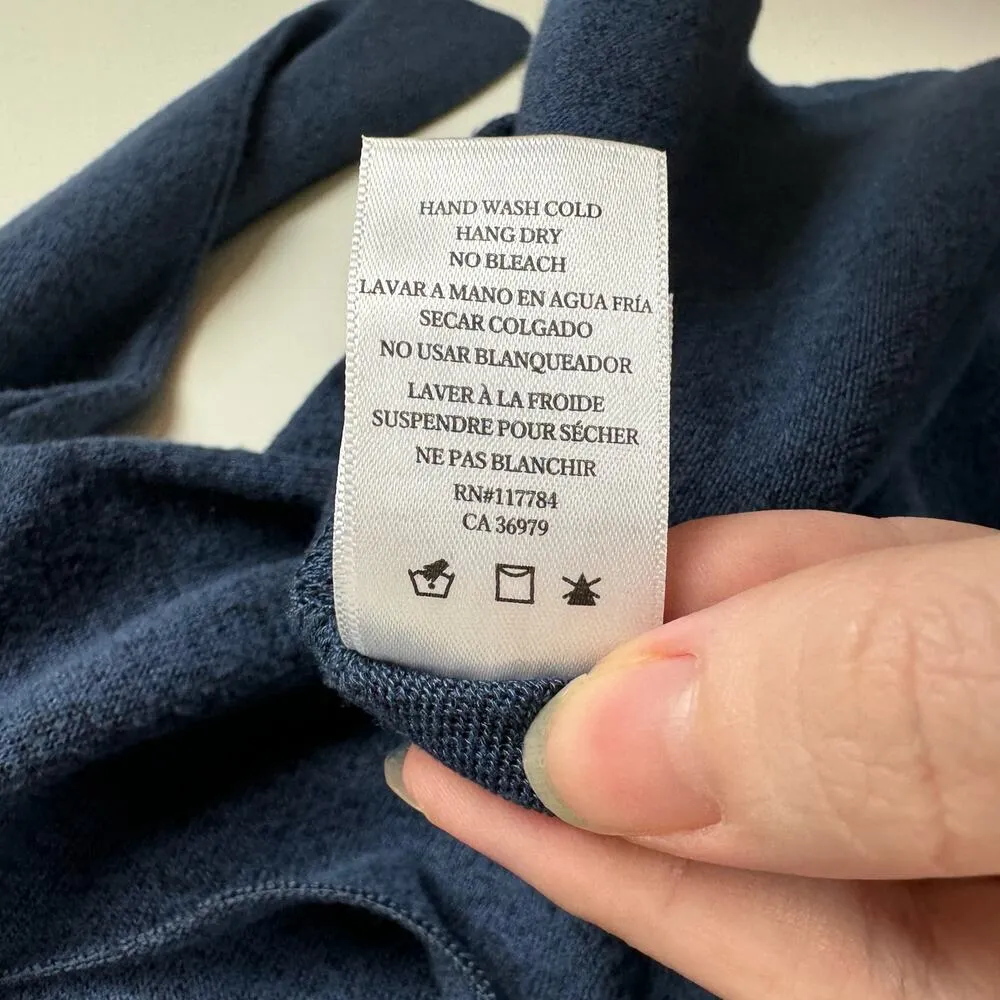 HAND WASH COLD
HANG DRY
NO BLEACH
LAVAR A MANO EN AGUA FRÍA
SECAR COLGADO
NO USAR BLANQUEADOR
LAVER À LA FROIDE
SUSPENDRE POUR SÉCHER
NE PAS BLANCHIR
RN#117784
CA 36979